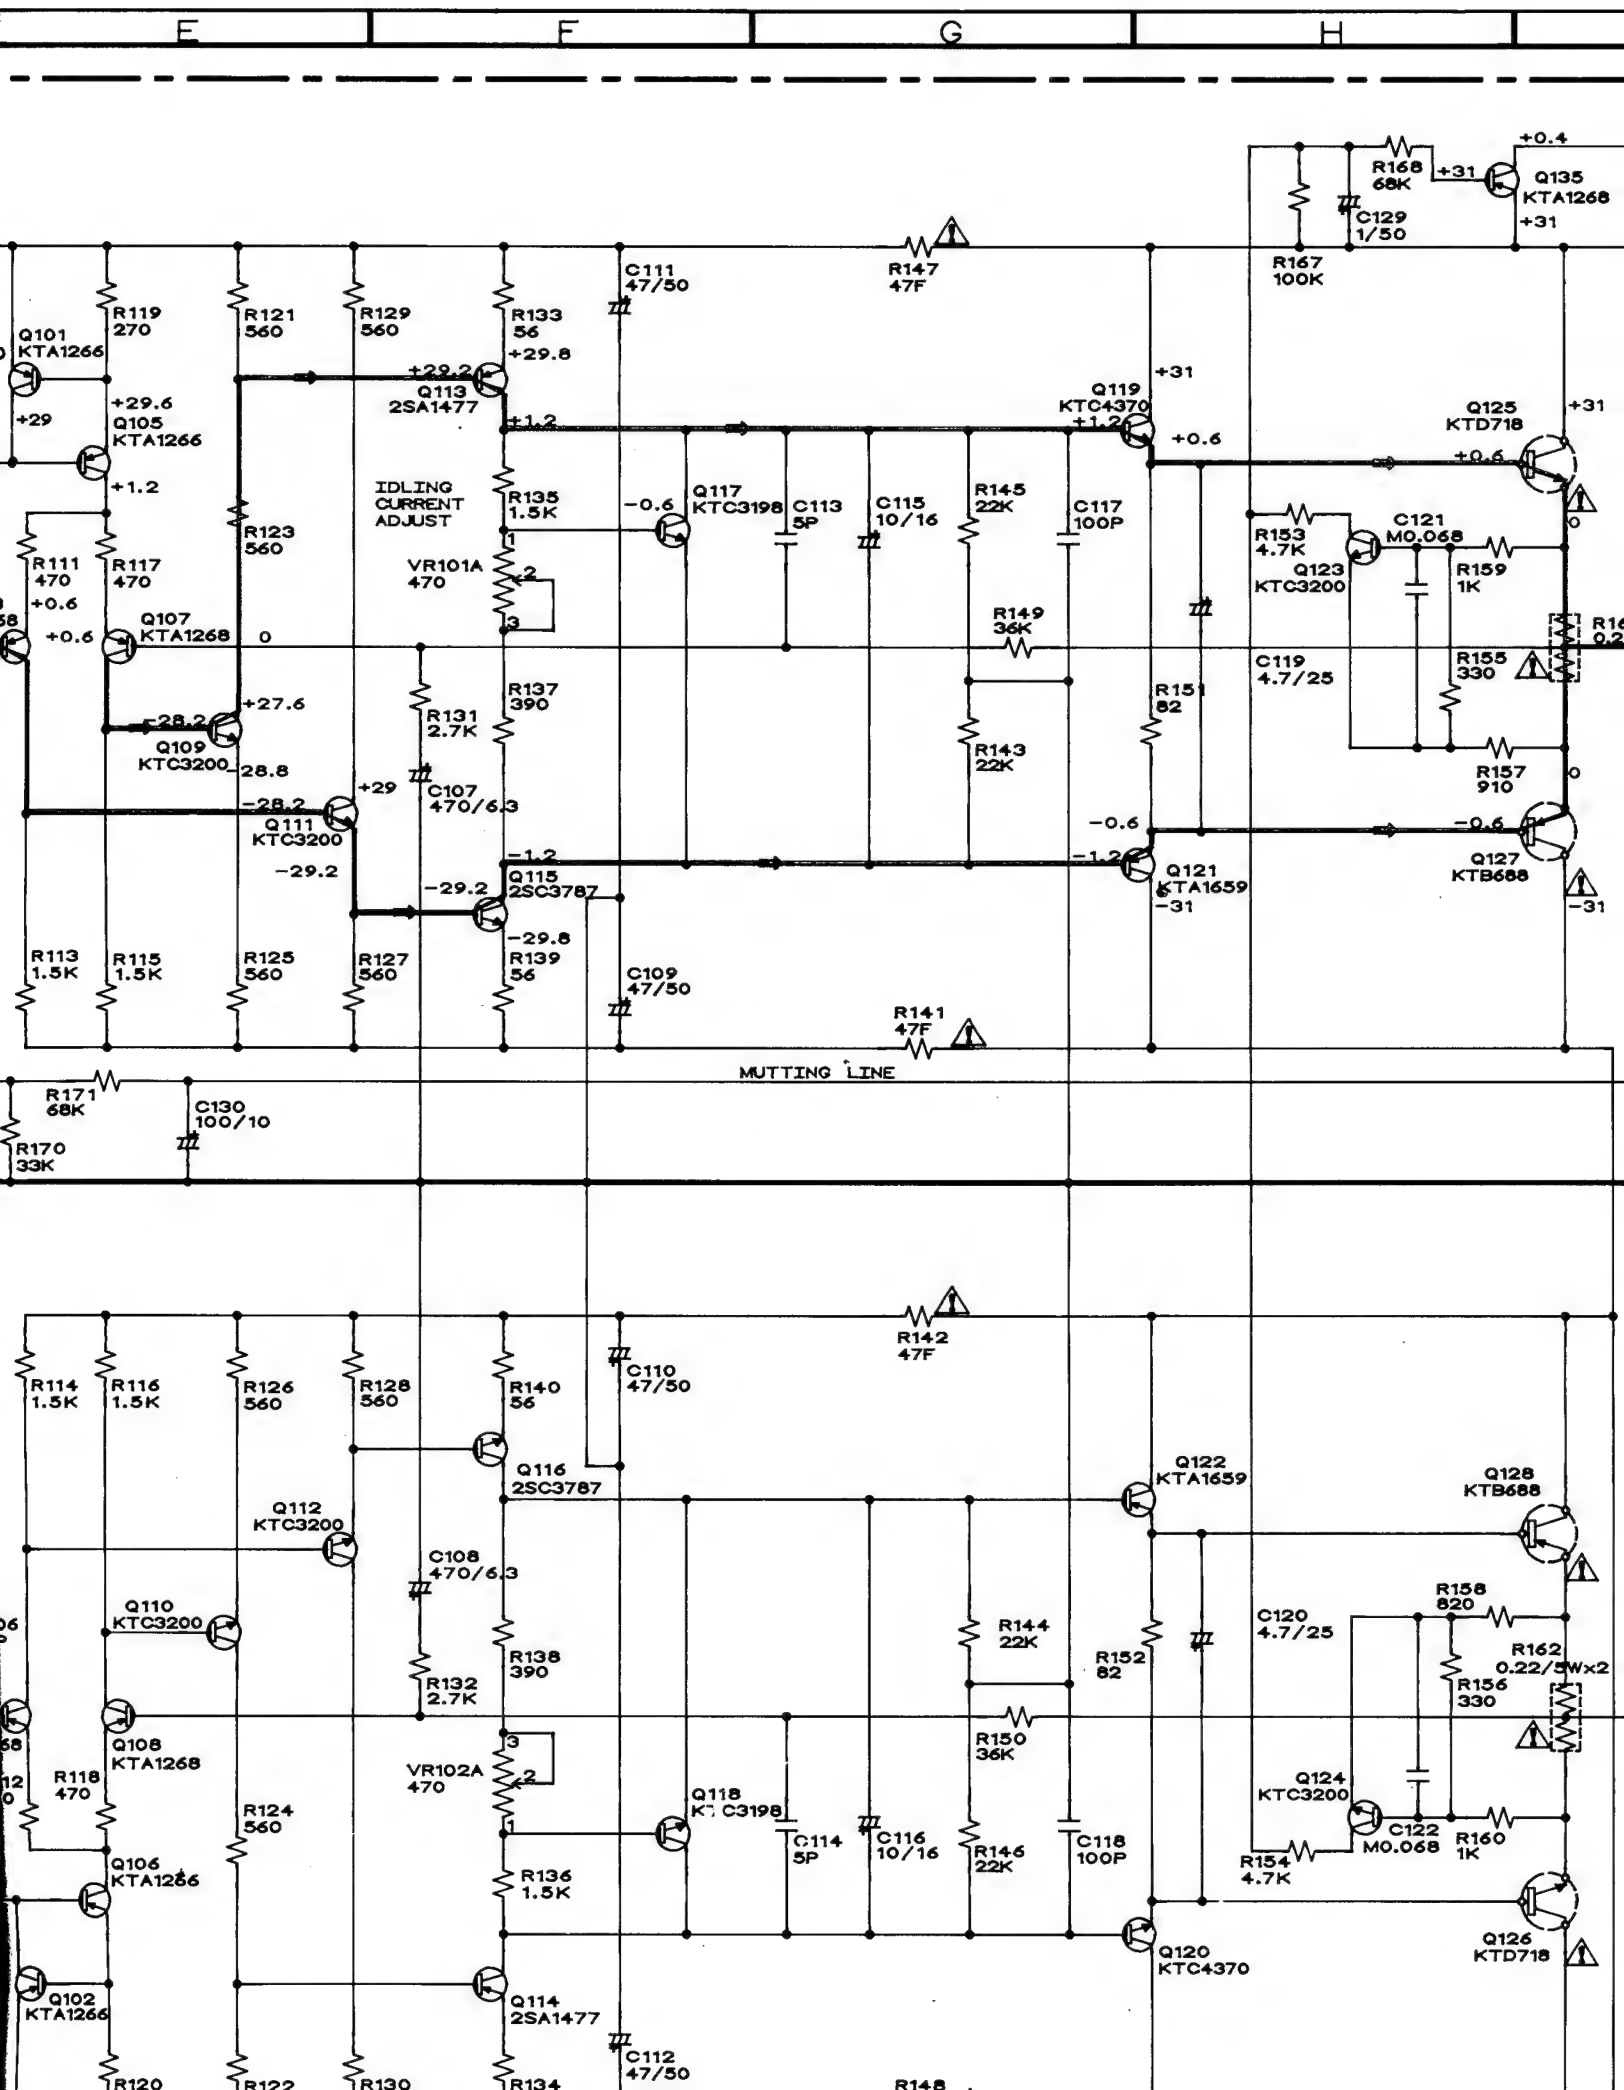 E F G H
+0.4
R168
68K
+31
Q135
KTA1268
+31
C129
1/50
R167
100K
R147
47F
C111
47/50
R119
270
R121
560
R129
560
R133
56
+29.8
Q101
KTA1266
+29
+29.6
Q105
KTA1266
+1.2
+29.2
Q113
2SA1477
+1.2
Q119
KTC4370
+1.2
+31
+0.6
Q125
KTD718
+31
+0.6
0
IDLING
CURRENT
ADJUST
R135
1.5K
-0.6
Q117
KTC3198
C113
5P
C115
10/16
R145
22K
C117
100P
R153
4.7K
Q123
KTC3200
C121
M0.068
R159
1K
R123
560
R111
470
R117
470
+0.6
+0.6
Q107
KTA1268
0
VR101A
470
1
2
3
R149
36K
C119
4.7/25
R155
330
R137
390
R131
2.7K
C107
470/6.3
R151
82
R143
22K
R157
910
0
+27.6
-28.2
Q109
KTC3200
-28.8
-28.2
Q111
KTC3200
+29
-29.2
-1.2
Q115
2SC3787
-29.2
-29.8
R139
56
-0.6
-1.2
Q121
KTA1659
-31
-0.6
Q127
KTB688
-31
R113
1.5K
R115
1.5K
R125
560
R127
560
C109
47/50
R141
47F
MUTTING LINE
R171
68K
C130
100/10
R170
33K
R142
47F
R114
1.5K
R116
1.5K
R126
560
R128
560
R140
56
C110
47/50
Q116
2SC3787
Q122
KTA1659
Q128
KTB688
Q112
KTC3200
C108
470/6.3
Q110
KTC3200
R138
390
R132
2.7K
R144
22K
R152
82
C120
4.7/25
R158
820
R162
0.22/5Wx2
R156
330
Q108
KTA1268
R118
470
VR102A
470
3
2
1
R150
36K
Q124
KTC3200
R124
560
Q118
KTC3198
C114
5P
C116
10/16
R146
22K
C118
100P
R154
4.7K
C122
M0.068
R160
1K
Q106
KTA1266
R136
1.5K
Q120
KTC4370
Q126
KTD718
Q102
KTA1266
Q114
2SA1477
C112
47/50
R120
R122
R130
R134
R148